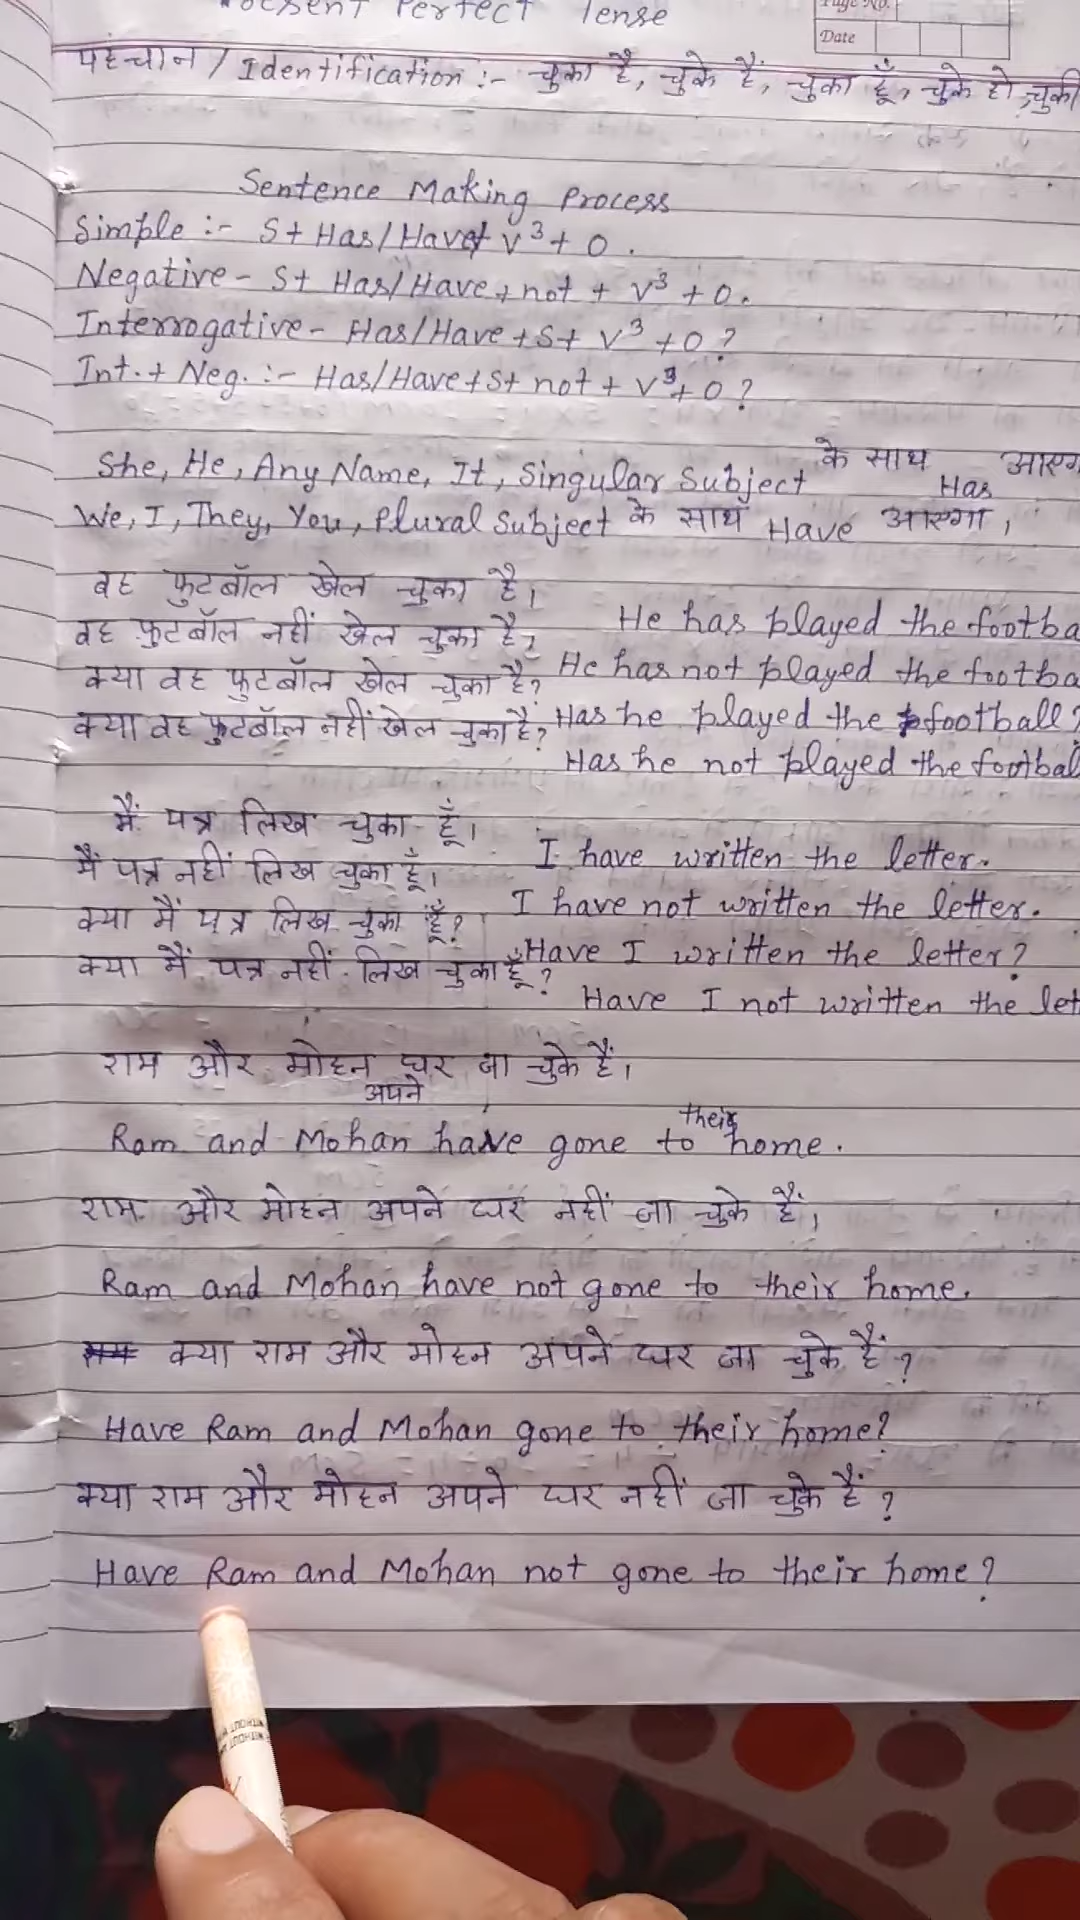 Present Perfect Tense
Page No.
Date
पहचान / Identification :- चुका है, चुके हैं, चुका हूँ, चुके हो, चुकी
Sentence Making Process
Simple :- S+ Has/Have+ V³ + O .
Negative - S+ Has/Have + not + V³ + O.
Interrogative - Has/Have + S + V³ + O ?
Int. + Neg. :- Has/Have + S + not + V³ + O ?
She, He, Any Name, It, Singular Subject के साथ Has आएगा
We, I, They, You, Plural Subject के साथ Have आएगा ।
वह फुटबॉल खेल चुका है।
He has played the footba
वह फुटबॉल नहीं खेल चुका है।
He has not played the footba
क्या वह फुटबॉल खेल चुका है?
Has he played the football?
क्या वह फुटबॉल नहीं खेल चुका है?
Has he not played the footbal
मैं पत्र लिख चुका हूँ।
I have written the letter.
मैं पत्र नहीं लिख चुका हूँ।
I have not written the letter.
क्या मैं पत्र लिख चुका हूँ?
Have I written the letter?
क्या मैं पत्र नहीं लिख चुका हूँ?
Have I not written the let
राम और मोहन अपने घर जा चुके हैं।
Ram and Mohan have gone to their home.
राम और मोहन अपने घर नहीं जा चुके हैं।
Ram and Mohan have not gone to their home.
क्या राम और मोहन अपने घर जा चुके हैं ?
Have Ram and Mohan gone to their home?
क्या राम और मोहन अपने घर नहीं जा चुके हैं ?
Have Ram and Mohan not gone to their home?